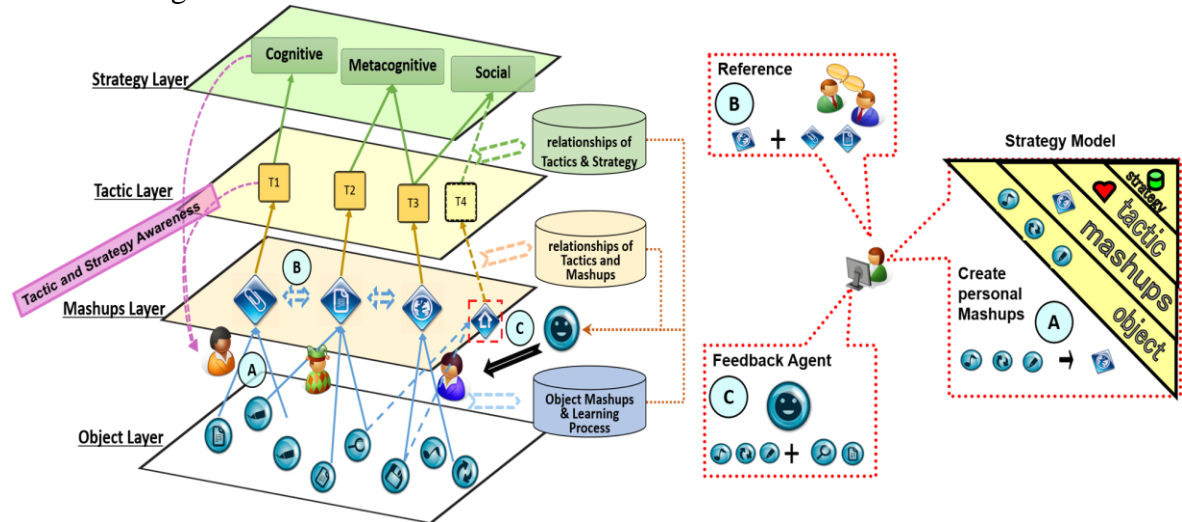 Strategy Layer
Cognitive
Metacognitive
Social
relationships of
Tactics & Strategy
Tactic Layer
T1
T2
T3
T4
Tactic and Strategy Awareness
relationships of
Tactics and
Mashups
Mashups Layer
B
C
A
Object Mashups
& Learning
Process
Object Layer
Reference
B
+
Strategy Model
strategy
tactic
mashups
object
Create
personal
Mashups
A
Feedback Agent
C
+